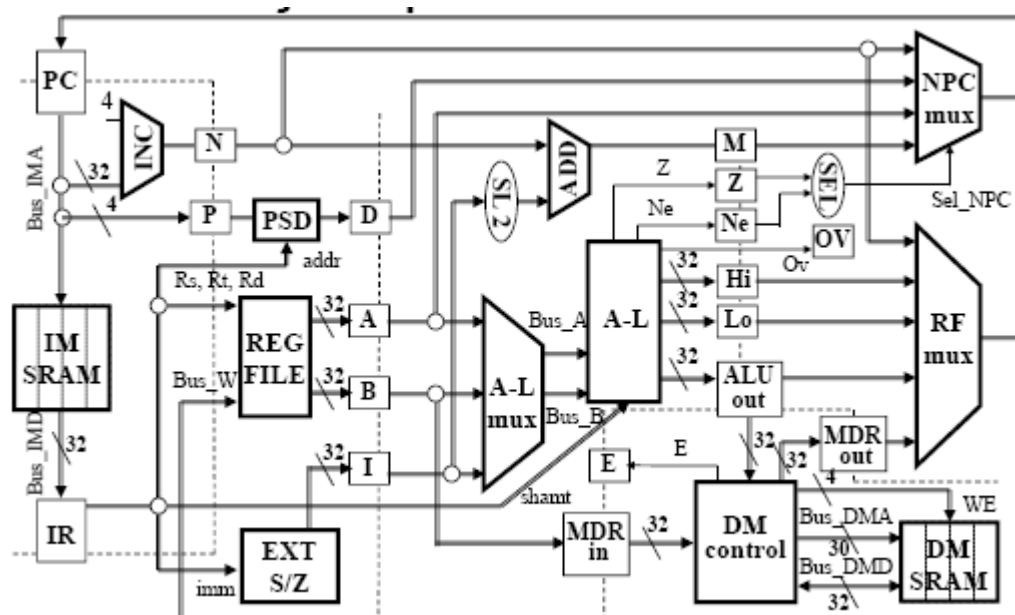 PC
4
INC
N
NPC
mux
Bus_IMA
32
4
P
PSD
D
addr
SL 2
ADD
M
Z
Z
SEL
Ne
Ne
Sel_NPC
OV
Ov
Rs, Rt, Rd
IM
SRAM
REG
FILE
Bus_W
32
A
32
B
32
I
A-L
mux
Bus_A
Bus_B
A-L
32
Hi
32
Lo
32
ALU
out
RF
mux
Bus_IMD
32
IR
shamt
EXT
S/Z
imm
E
E
MDR
in
32
32
32
MDR
out
4
WE
DM
control
Bus_DMA
30
Bus_DMD
32
DM
SRAM